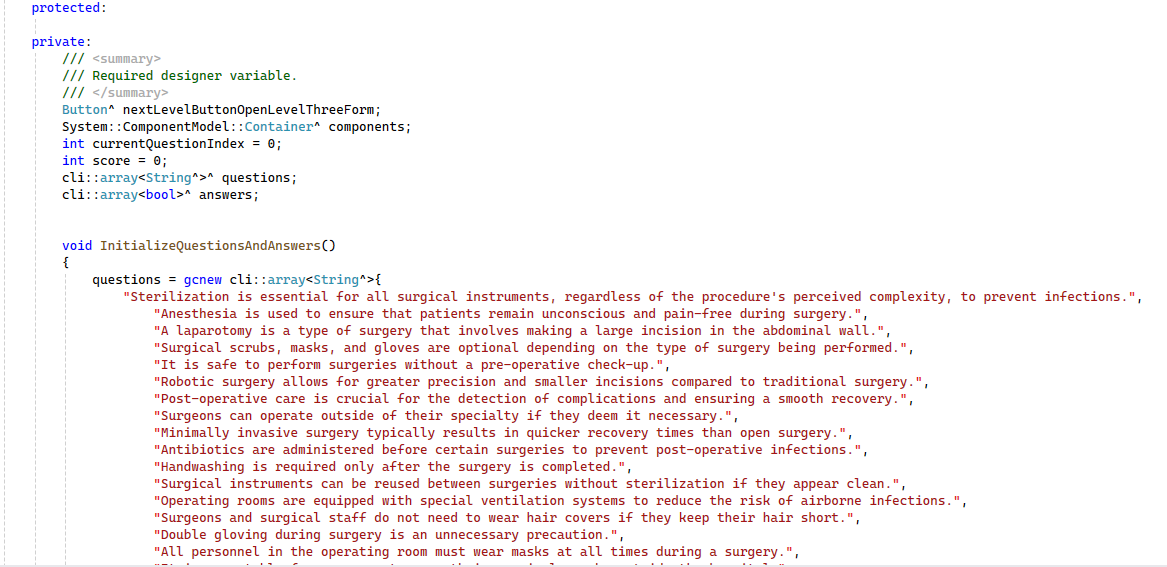 protected:
private:
/// <summary>
/// Required designer variable.
/// </summary>
Button^ nextLevelButtonOpenLevelThreeForm;
System::ComponentModel::Container^ components;
int currentQuestionIndex = 0;
int score = 0;
cli::array<String^>^ questions;
cli::array<bool>^ answers;
void InitializeQuestionsAndAnswers()
{
questions = gcnew cli::array<String^>{
"Sterilization is essential for all surgical instruments, regardless of the procedure's perceived complexity, to prevent infections.",
"Anesthesia is used to ensure that patients remain unconscious and pain-free during surgery.",
"A laparotomy is a type of surgery that involves making a large incision in the abdominal wall.",
"Surgical scrubs, masks, and gloves are optional depending on the type of surgery being performed.",
"It is safe to perform surgeries without a pre-operative check-up.",
"Robotic surgery allows for greater precision and smaller incisions compared to traditional surgery.",
"Post-operative care is crucial for the detection of complications and ensuring a smooth recovery.",
"Surgeons can operate outside of their specialty if they deem it necessary.",
"Minimally invasive surgery typically results in quicker recovery times than open surgery.",
"Antibiotics are administered before certain surgeries to prevent post-operative infections.",
"Handwashing is required only after the surgery is completed.",
"Surgical instruments can be reused between surgeries without sterilization if they appear clean.",
"Operating rooms are equipped with special ventilation systems to reduce the risk of airborne infections.",
"Surgeons and surgical staff do not need to wear hair covers if they keep their hair short.",
"Double gloving during surgery is an unnecessary precaution.",
"All personnel in the operating room must wear masks at all times during a surgery.",